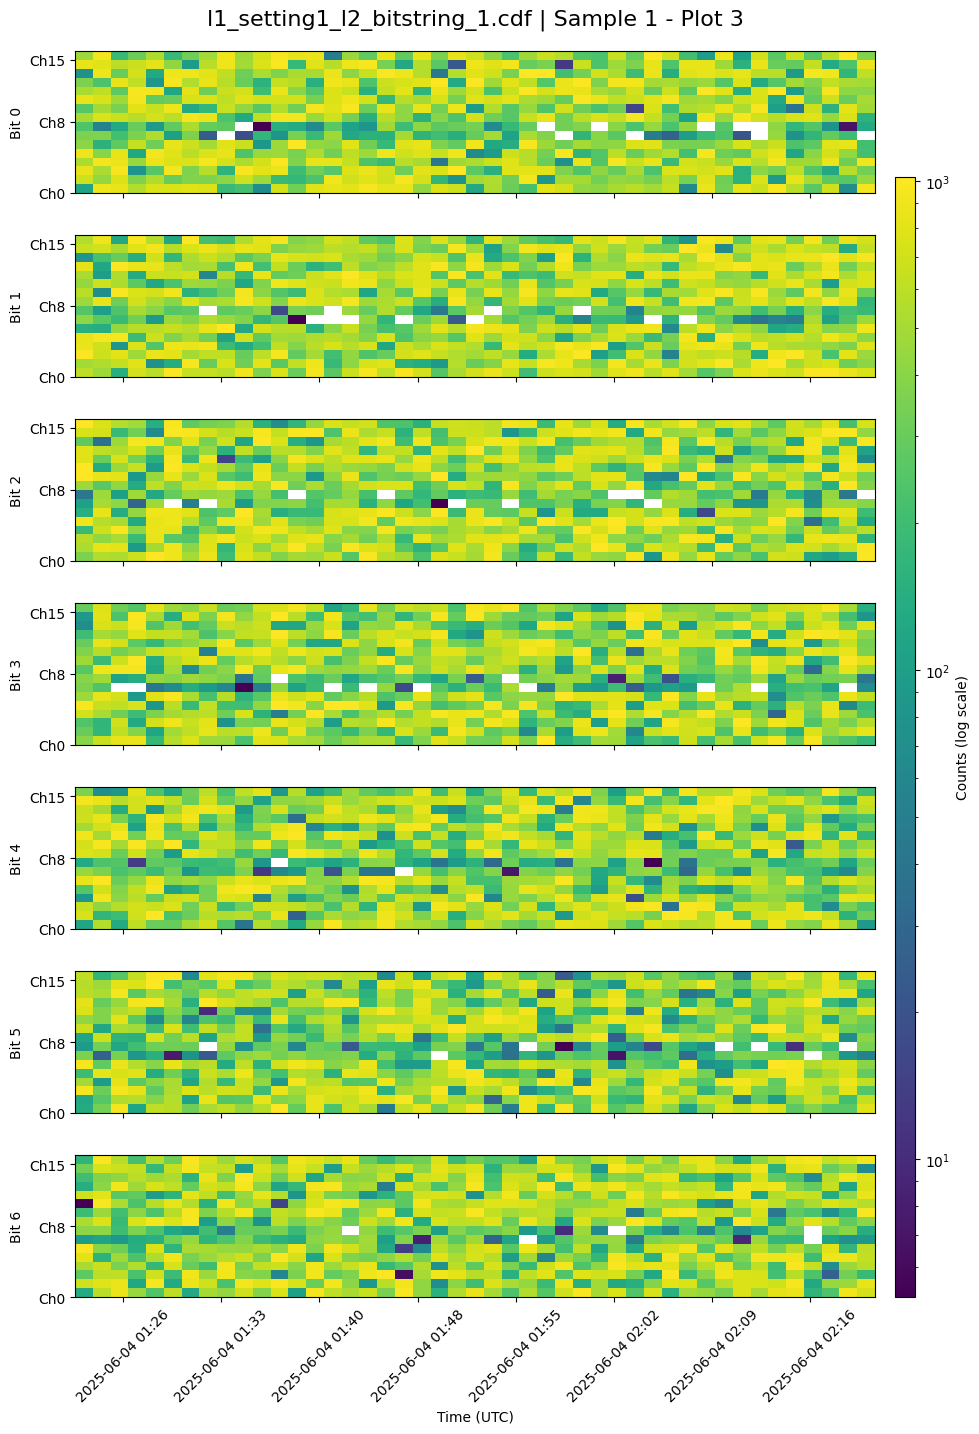 l1_setting1_l2_bitstring_1.cdf | Sample 1 - Plot 3
Ch15
Ch8
Ch0
Bit 0
Ch15
Ch8
Ch0
Bit 1
Ch15
Ch8
Ch0
Bit 2
Ch15
Ch8
Ch0
Bit 3
Ch15
Ch8
Ch0
Bit 4
Ch15
Ch8
Ch0
Bit 5
Ch15
Ch8
Ch0
Bit 6
2025-06-04 01:26
2025-06-04 01:33
2025-06-04 01:40
2025-06-04 01:48
2025-06-04 01:55
2025-06-04 02:02
2025-06-04 02:09
2025-06-04 02:16
Time (UTC)
10³
10²
10¹
Counts (log scale)